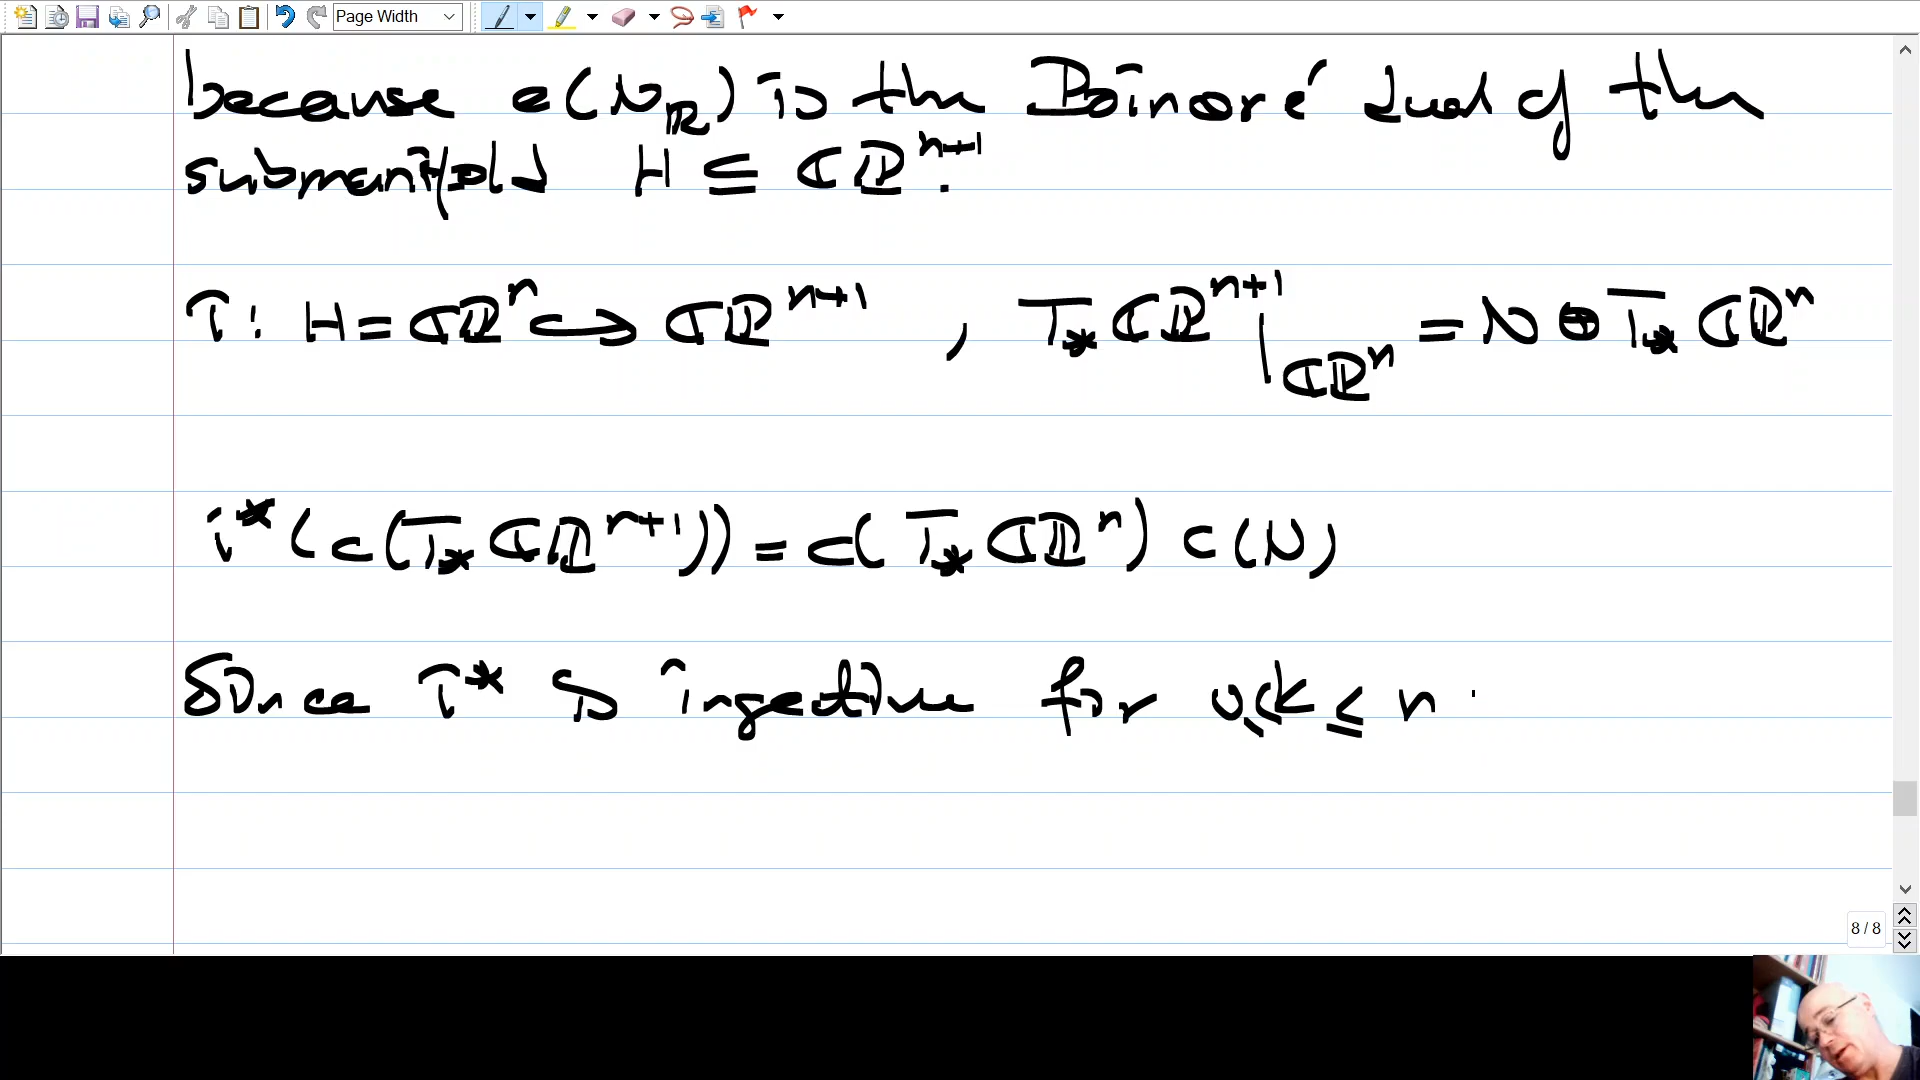 Page Width
because e(N_ℝ) is the Poincaré dual of the
submanifold H ⊆ ℂℙ^{n+1}.
i: H = ℂℙ^n ↪ ℂℙ^{n+1}, T_* ℂℙ^{n+1}|_{ℂℙ^n} = N ⊕ T_* ℂℙ^n
i^*(c(T_* ℂℙ^{n+1})) = c(T_* ℂℙ^n) c(N)
Since i^* is injective for 0 ≤ k ≤ n
8 / 8